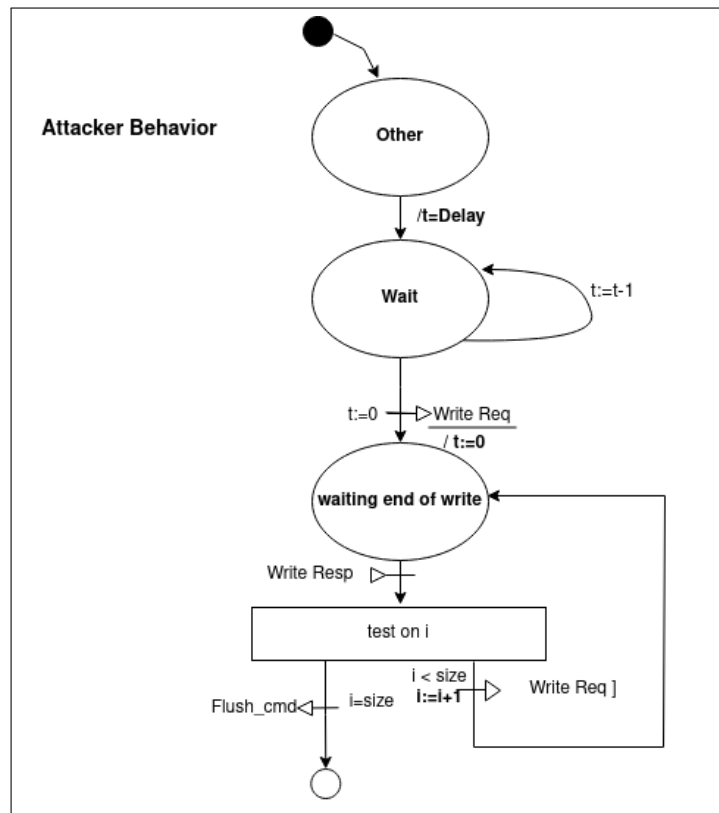 Other
Attacker Behavior
/t=Delay
Wait
t:=t-1
t:=0
Write Req
/ t:=0
waiting end of write
Write Resp
test on i
i < size
i:=i+1
Write Req ]
Flush_cmd
i=size